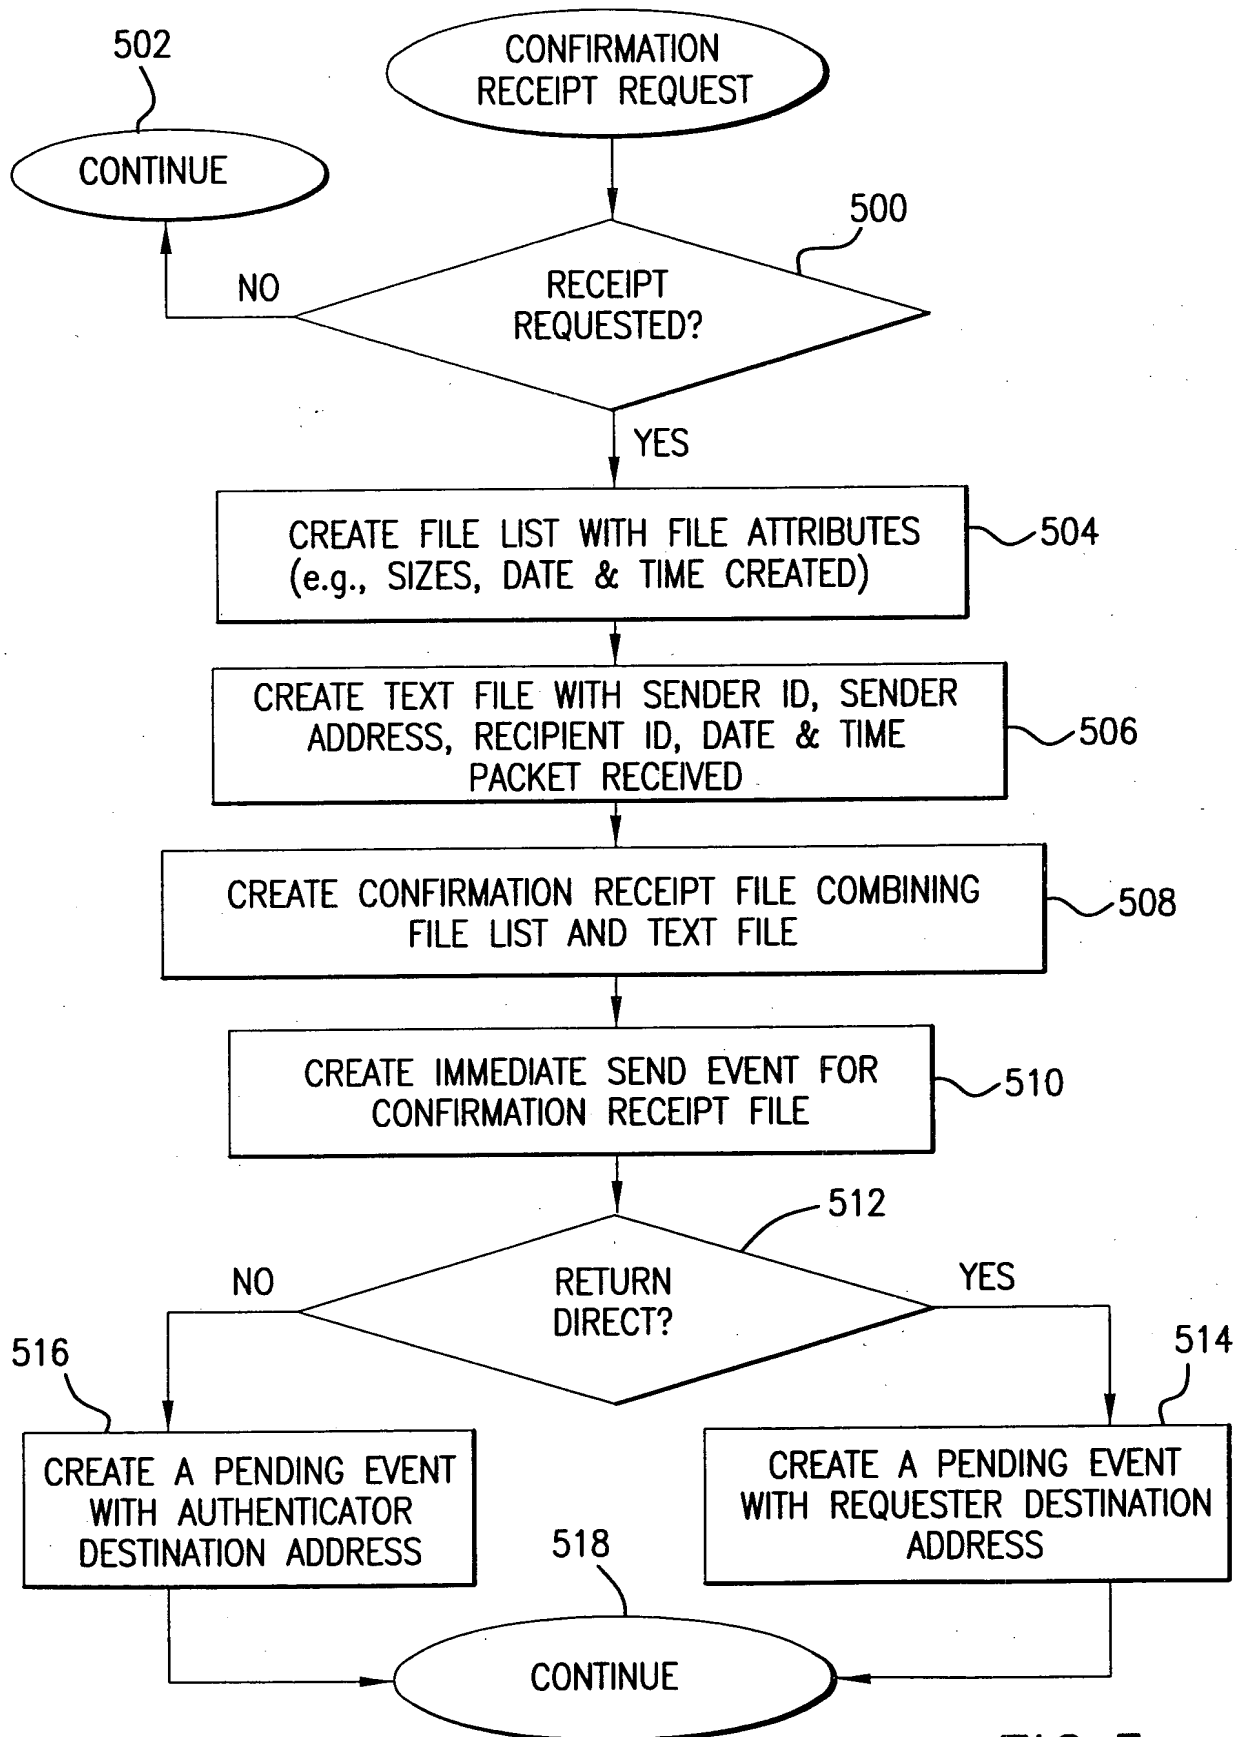 502
CONFIRMATION
RECEIPT REQUEST
CONTINUE
500
NO
RECEIPT
REQUESTED?
YES
CREATE FILE LIST WITH FILE ATTRIBUTES
(e.g., SIZES, DATE & TIME CREATED)
504
CREATE TEXT FILE WITH SENDER ID, SENDER
ADDRESS, RECIPIENT ID, DATE & TIME
PACKET RECEIVED
506
CREATE CONFIRMATION RECEIPT FILE COMBINING
FILE LIST AND TEXT FILE
508
CREATE IMMEDIATE SEND EVENT FOR
CONFIRMATION RECEIPT FILE
510
512
NO
RETURN
DIRECT?
YES
516
514
CREATE A PENDING EVENT
WITH AUTHENTICATOR
DESTINATION ADDRESS
CREATE A PENDING EVENT
WITH REQUESTER DESTINATION
ADDRESS
518
CONTINUE